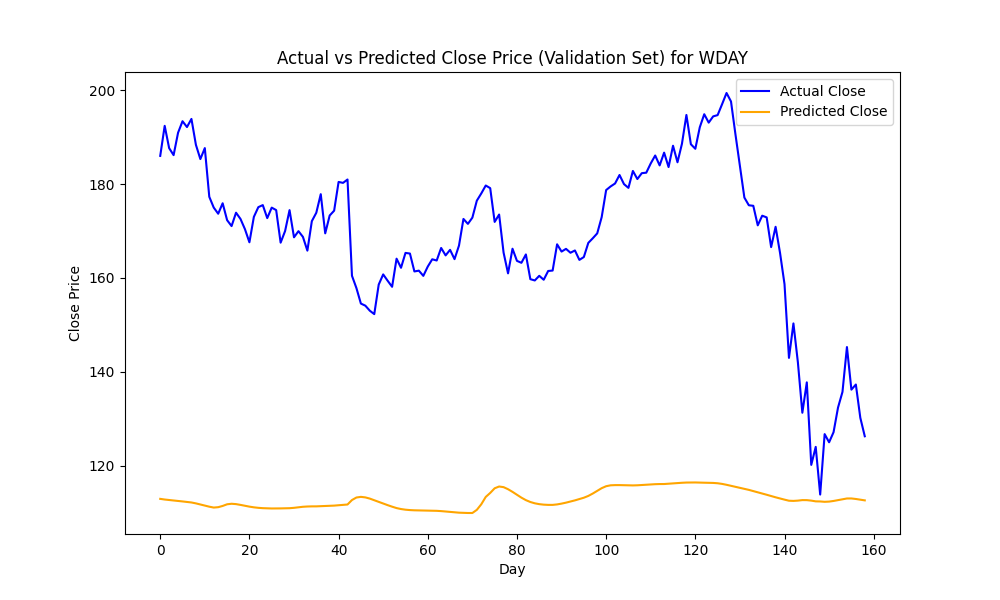 Actual vs Predicted Close Price (Validation Set) for WDAY
Actual Close
Predicted Close
Close Price
200
180
160
140
120
0 20 40 60 80 100 120 140 160
Day